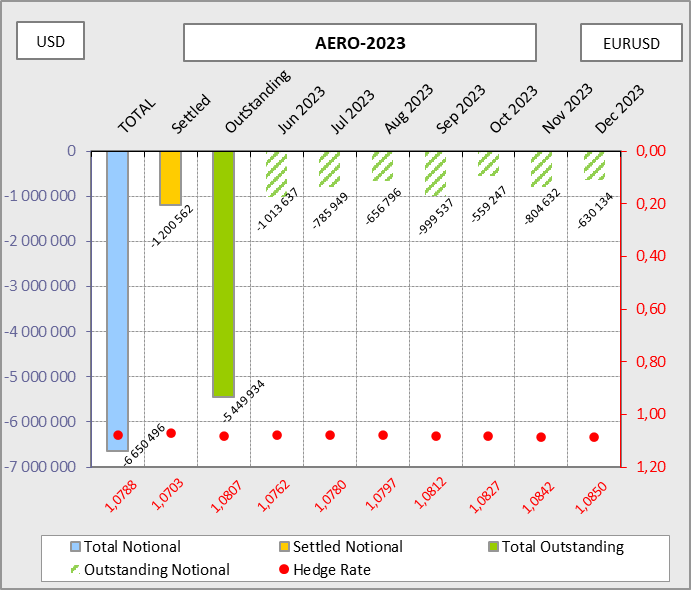 USD
AERO-2023
EURUSD
TOTAL
Settled
OutStanding
Jun 2023
Jul 2023
Aug 2023
Sep 2023
Oct 2023
Nov 2023
Dec 2023
0
-1 000 000
-2 000 000
-3 000 000
-4 000 000
-5 000 000
-6 000 000
-7 000 000
-6 650 496
-1 200 562
-5 449 934
-1 013 637
-785 949
-656 796
-999 537
-559 247
-804 632
-630 134
0,00
0,20
0,40
0,60
0,80
1,00
1,20
1,0788
1,0703
1,0807
1,0762
1,0780
1,0797
1,0812
1,0827
1,0842
1,0850
Total Notional
Settled Notional
Total Outstanding
Outstanding Notional
Hedge Rate